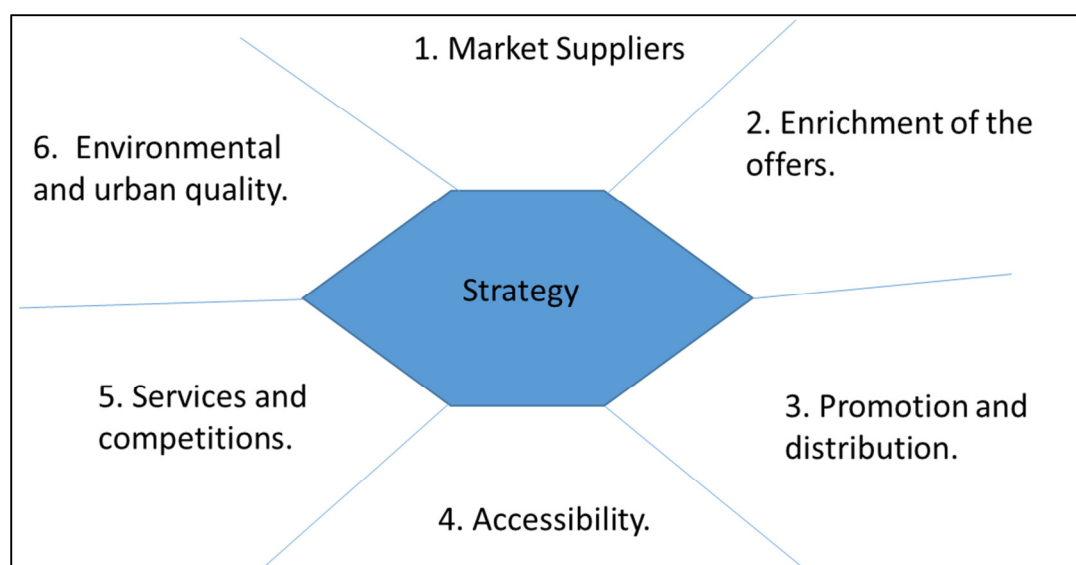 1. Market Suppliers
2. Enrichment of the
offers.
3. Promotion and
distribution.
4. Accessibility.
5. Services and
competitions.
6. Environmental
and urban quality.
Strategy